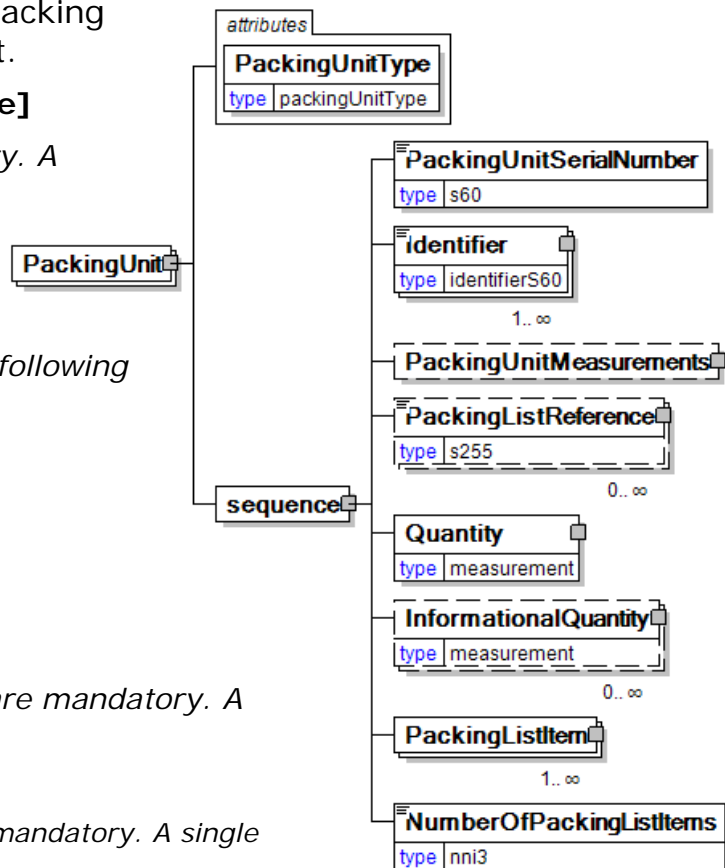 acking
t.
e]
y. A
following
are mandatory. A
mandatory. A single
attributes
PackingUnitType
type packingUnitType
PackingUnit
sequence
PackingUnitSerialNumber
type s60
Identifier
type identifierS60
1.. ∞
PackingUnitMeasurements
PackingListReference
type s255
0.. ∞
Quantity
type measurement
InformationalQuantity
type measurement
0.. ∞
PackingListItem
1.. ∞
NumberOfPackingListItems
type nni3